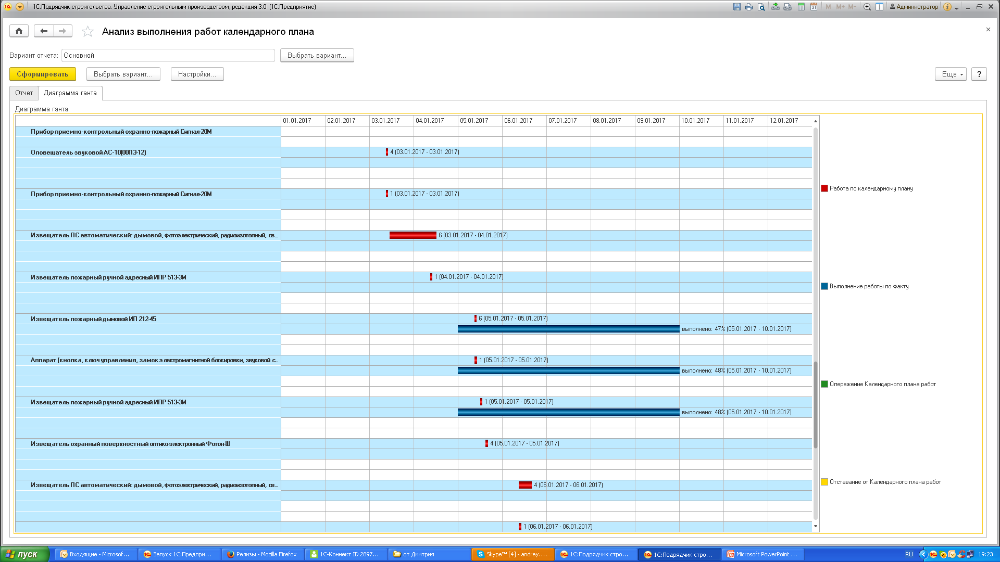 1С:Подрядчик строительства. Управление строительным производством, редакция 3.0 (1С:Предприятие)
M M+ M- Администратор
Анализ выполнения работ календарного плана
Вариант отчета: Основной Выбрать вариант...
Сформировать Выбрать вариант... Настройки... Еще ?
Отчет Диаграмма ганта
Диаграмма ганта:
01.01.2017 02.01.2017 03.01.2017 04.01.2017 05.01.2017 06.01.2017 07.01.2017 08.01.2017 09.01.2017 10.01.2017 11.01.2017 12.01.2017
Прибор приемно-контрольный охранно-пожарный Сигнал-20М
Оповещатель звуковой АС-10(ООПЗ-12) 4 (03.01.2017 - 03.01.2017)
Прибор приемно-контрольный охранно-пожарный Сигнал-20М 1 (03.01.2017 - 03.01.2017)
Работа по календарному плану
Извещатель ПС автоматический: дымовой, фотоэлектрический, радиоизотопный, св... 6 (03.01.2017 - 04.01.2017)
Извещатель пожарный ручной адресный ИПР 513-3М 1 (04.01.2017 - 04.01.2017)
Выполнение работы по факту
Извещатель пожарный дымовой ИП 212-45 6 (05.01.2017 - 05.01.2017)
выполнено: 47% (05.01.2017 - 10.01.2017)
Аппарат (кнопка, ключ управления, замок электромагнитной блокировки, звуковой с... 1 (05.01.2017 - 05.01.2017)
выполнено: 48% (05.01.2017 - 10.01.2017)
Опережение Календарного плана работ
Извещатель пожарный ручной адресный ИПР 513-3М 1 (05.01.2017 - 05.01.2017)
выполнено: 48% (05.01.2017 - 10.01.2017)
Извещатель охранный поверхностный оптико-электронный Фотон-Ш 4 (05.01.2017 - 05.01.2017)
Отставание от Календарного плана работ
Извещатель ПС автоматический: дымовой, фотоэлектрический, радиоизотопный, св... 4 (06.01.2017 - 06.01.2017)
1 (06.01.2017 - 06.01.2017)
пуск Входящие - Microsof... Запуск 1С:Предпри... Релизы - Mozilla Firefox 1С-Коннект ID 2897... от Дмитрия Skype™ [4] - andrey.... 1С:Подрядчик стро... 1С:Подрядчик стро... Microsoft PowerPoint ... RU 19:23